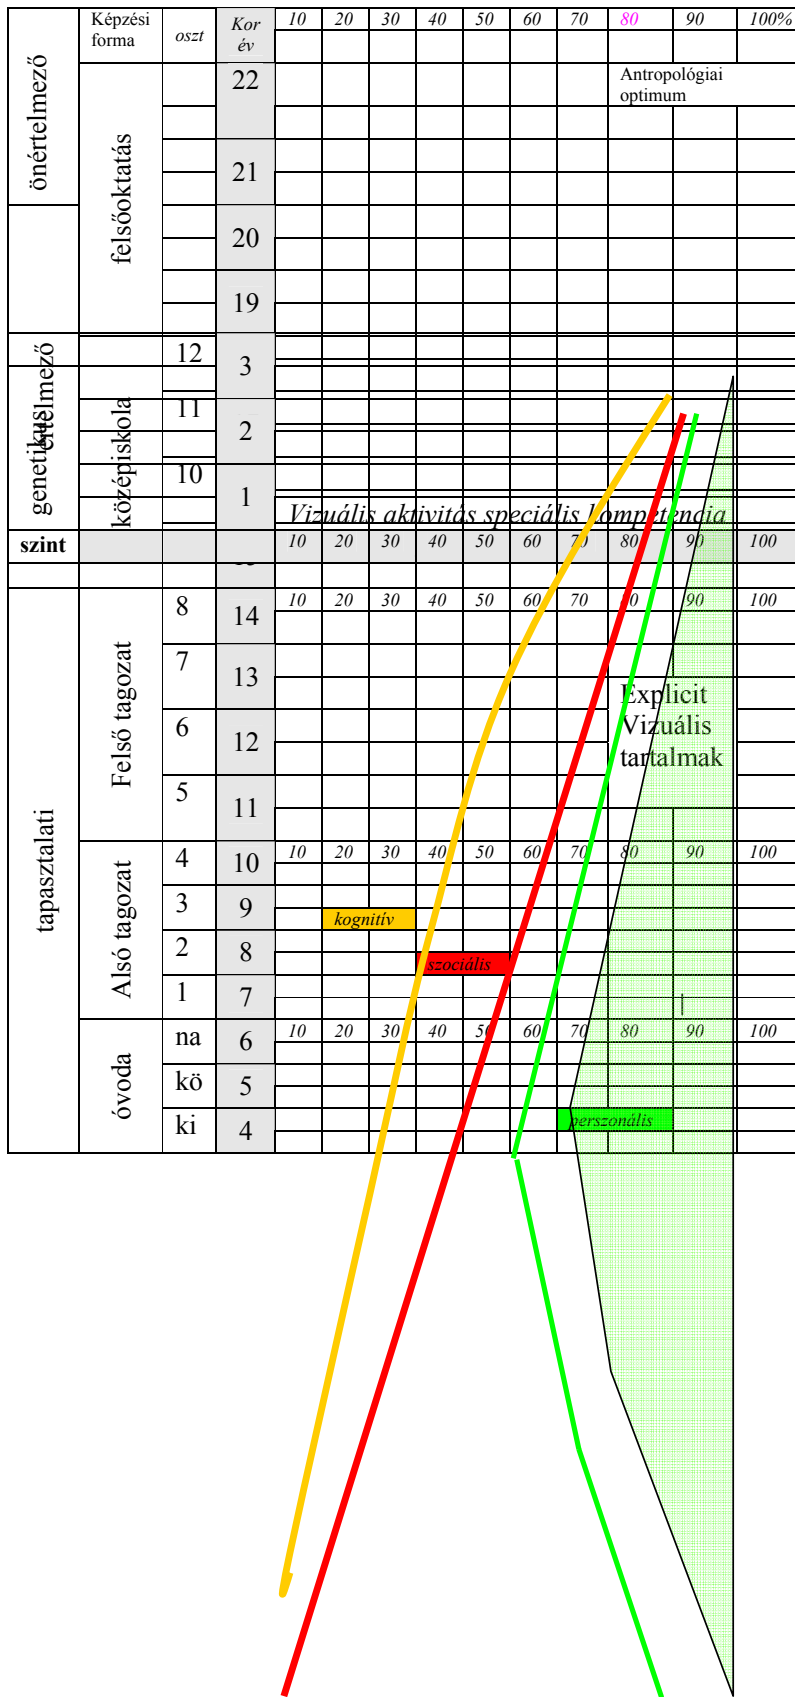 Képzési forma oszt Kor év 10 20 30 40 50 60 70 80 90 100%
önértelmező
felsőoktatás
22
Antropológiai
optimum
21
20
19
genetikus
értelmező
középiskola
12 3
11 2
10 1
Vizuális aktivitás speciális kompetencia
szint 10 20 30 40 50 60 70 80 90 100
tapasztalati
Felső tagozat
8 14 10 20 30 40 50 60 70 80 90 100
7 13
Explicit
Vizuális
tartalmak
6 12
5 11
Alsó tagozat
4 10 10 20 30 40 50 60 70 80 90 100
3 9
kognitív
2 8
szociális
1 7
óvoda
na 6 10 20 30 40 50 60 70 80 90 100
kö 5
ki 4
perszonális